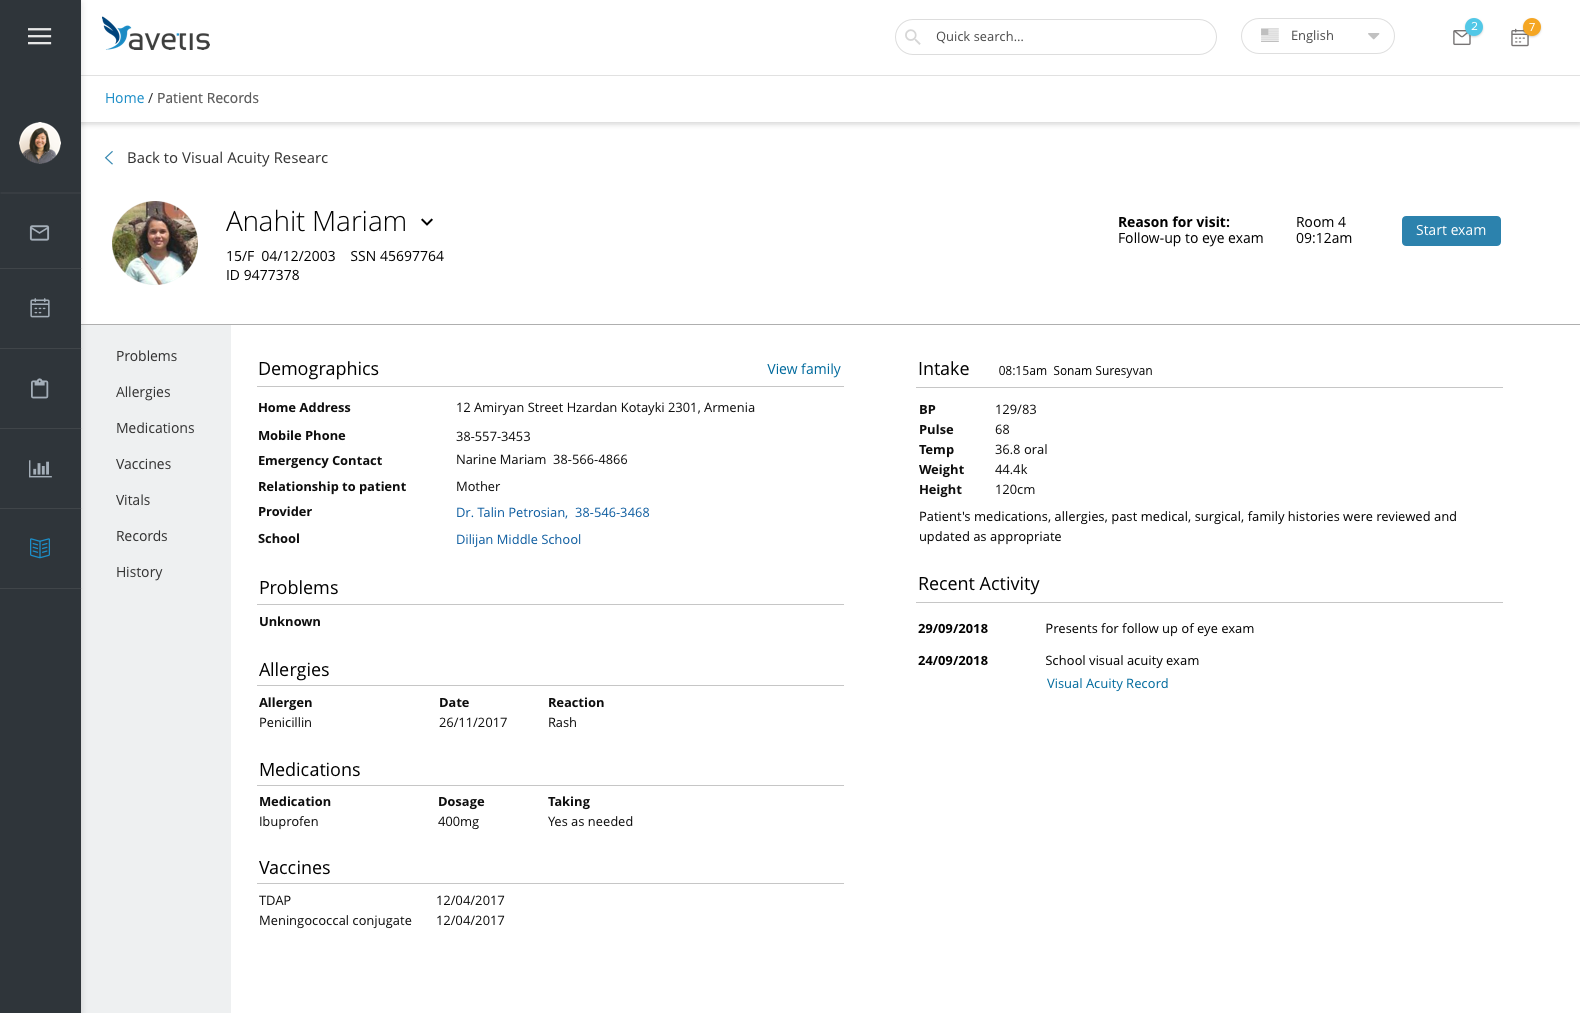 avetis
Quick search...
English
2
7
Home / Patient Records
Back to Visual Acuity Researc
Anahit Mariam
15/F 04/12/2003 SSN 45697764
ID 9477378
Reason for visit:
Follow-up to eye exam
Room 4
09:12am
Start exam
Problems
Allergies
Medications
Vaccines
Vitals
Records
History
Demographics View family
Home Address 12 Amiryan Street Hzardan Kotayki 2301, Armenia
Mobile Phone 38-557-3453
Emergency Contact Narine Mariam 38-566-4866
Relationship to patient Mother
Provider Dr. Talin Petrosian, 38-546-3468
School Dilijan Middle School
Problems
Unknown
Allergies
Allergen Date Reaction
Penicillin 26/11/2017 Rash
Medications
Medication Dosage Taking
Ibuprofen 400mg Yes as needed
Vaccines
TDAP 12/04/2017
Meningococcal conjugate 12/04/2017
Intake 08:15am Sonam Suresyvan
BP 129/83
Pulse 68
Temp 36.8 oral
Weight 44.4k
Height 120cm
Patient's medications, allergies, past medical, surgical, family histories were reviewed and
updated as appropriate
Recent Activity
29/09/2018 Presents for follow up of eye exam
24/09/2018 School visual acuity exam
Visual Acuity Record